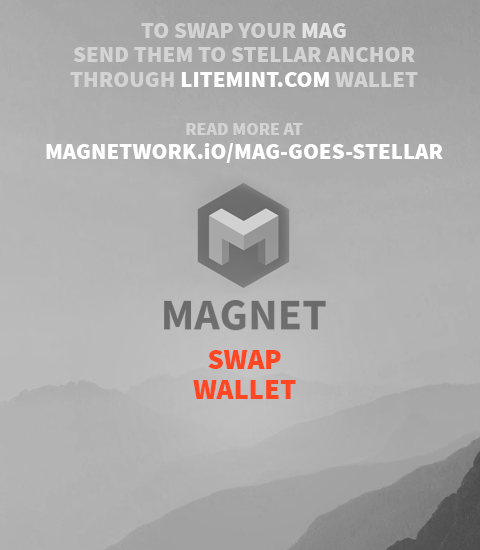 TO SWAP YOUR MAG
SEND THEM TO STELLAR ANCHOR
THROUGH LITEMINT.COM WALLET
READ MORE AT
MAGNETWORK.iO/MAG-GOES-STELLAR
MAGNET
SWAP
WALLET